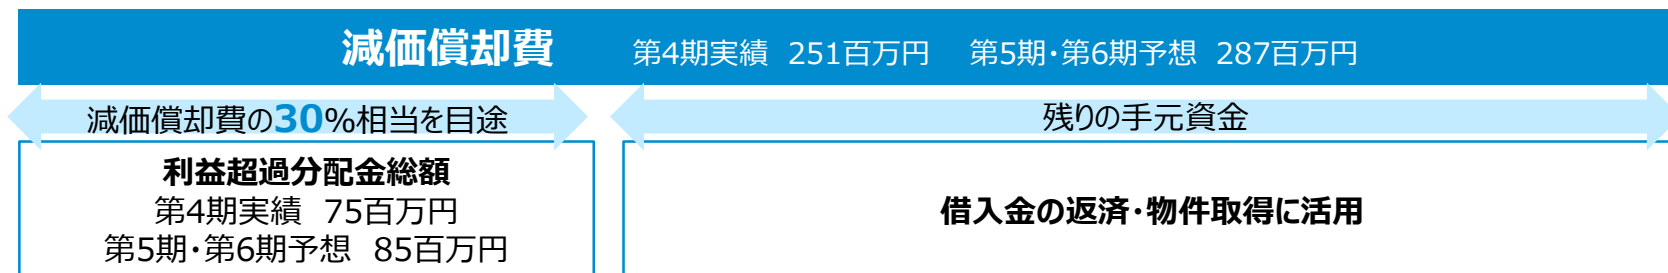 減価償却費 第4期実績 251百万円 第5期・第6期予想 287百万円
減価償却費の30%相当を目途
残りの手元資金
利益超過分配金総額
第4期実績 75百万円
第5期・第6期予想 85百万円
借入金の返済・物件取得に活用